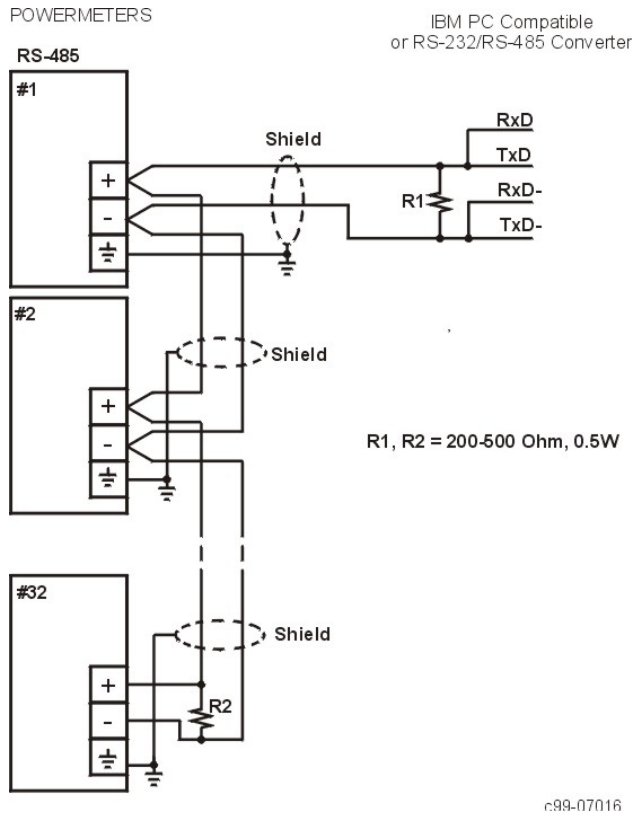 POWERMETERS
IBM PC Compatible
or RS-232/RS-485 Converter
RS-485
#1
RxD
Shield
TxD
+
R1
RxD-
-
TxD-
#2
Shield
+
R1, R2 = 200-500 Ohm, 0.5W
-
#32
Shield
+
R2
-
c99-07016